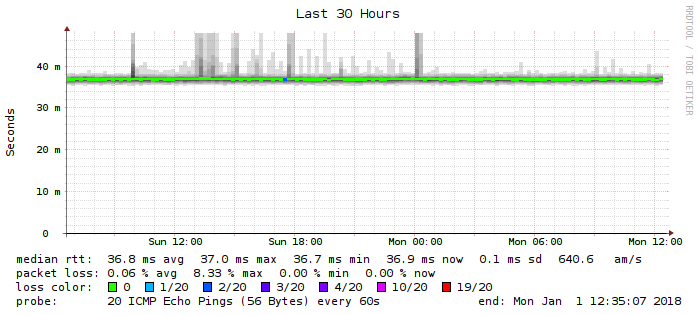 Last 30 Hours
RRDTOOL / TOBI OETIKER
Seconds
40 m
30 m
20 m
10 m
0
Sun 12:00 Sun 18:00 Mon 00:00 Mon 06:00 Mon 12:00
median rtt: 36.8 ms avg 37.0 ms max 36.7 ms min 36.9 ms now 0.1 ms sd 640.6 am/s
packet loss: 0.06 % avg 8.33 % max 0.00 % min 0.00 % now
loss color: 0 1/20 2/20 3/20 4/20 10/20 19/20
probe: 20 ICMP Echo Pings (56 Bytes) every 60s end: Mon Jan 1 12:35:07 2018